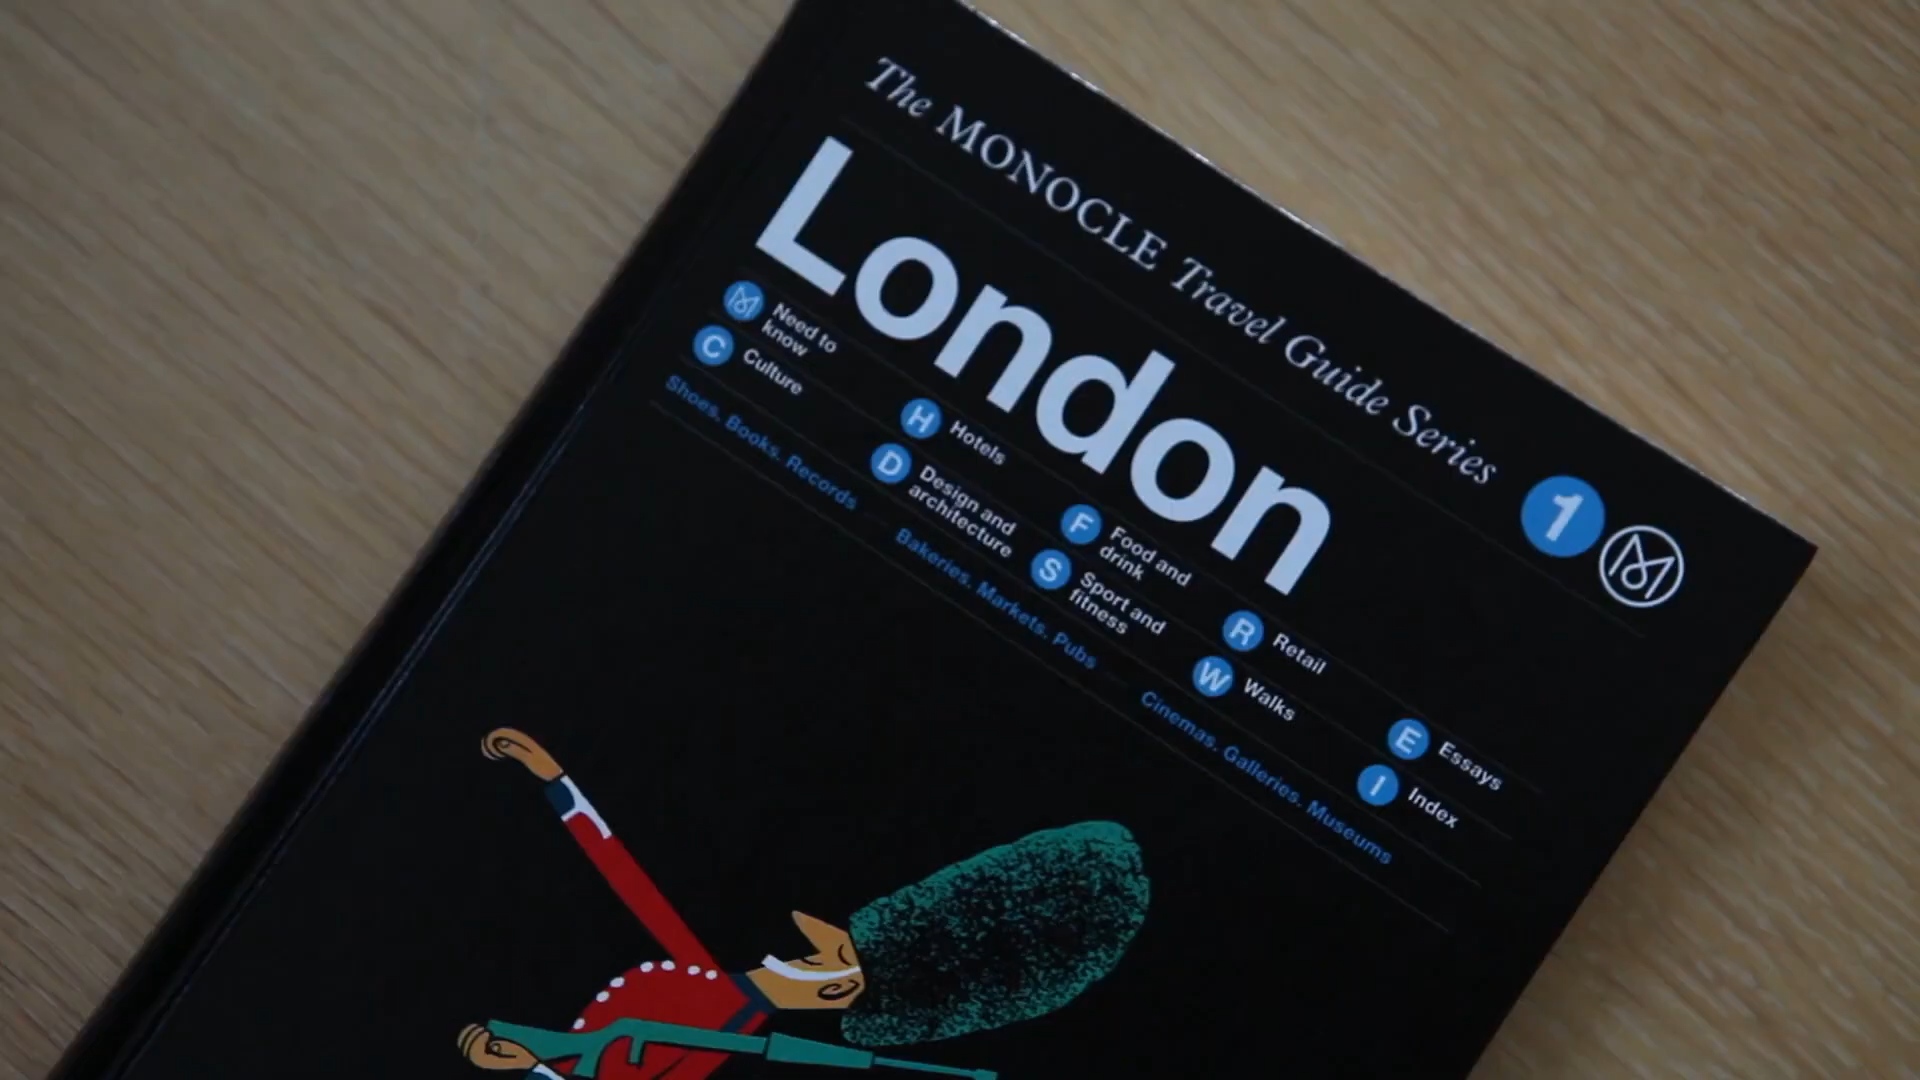 The MONOCLE Travel Guide Series
1
London
Need to
know
H Hotels
F Food and
drink
R Retail
E Essays
C Culture
D Design and
architecture
S Sport and
fitness
W Walks
I Index
Shoes, Books, Records — Bakeries, Markets, Pubs — Cinemas, Galleries, Museums